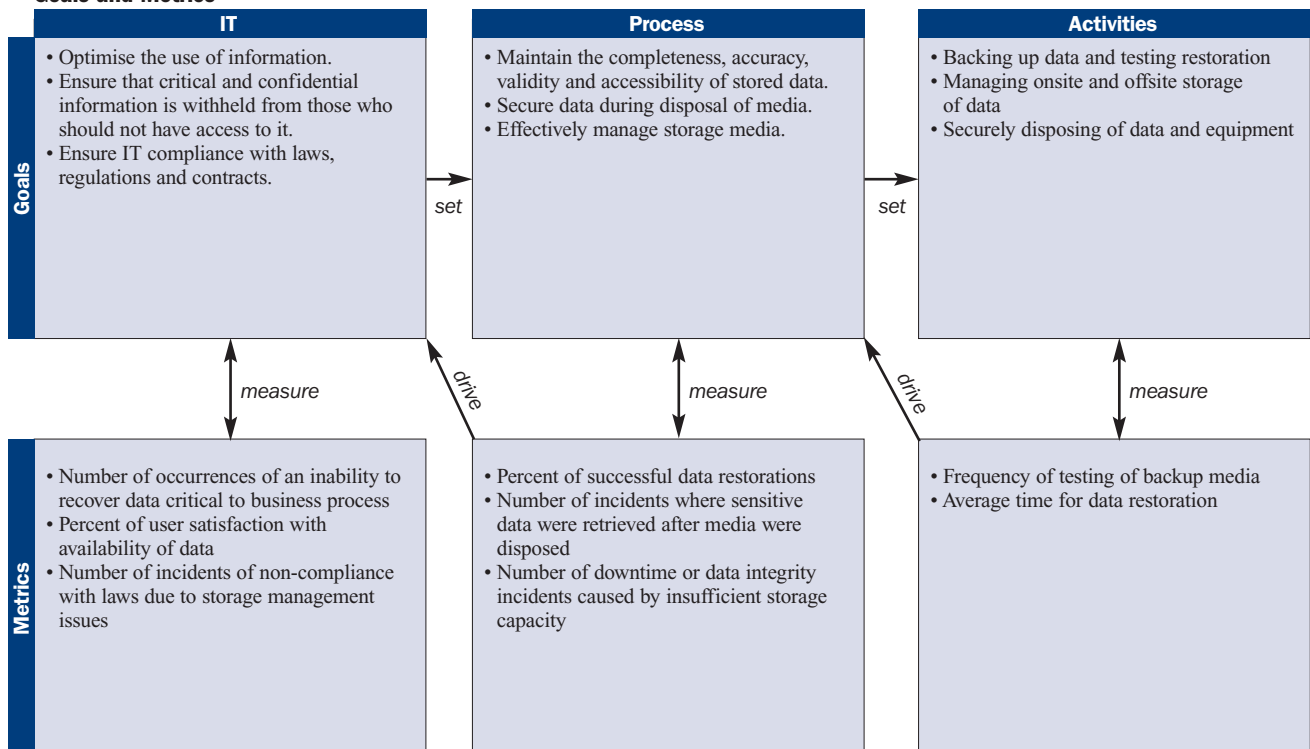 Goals and Metrics
IT
Process
Activities
Goals
• Optimise the use of information.
• Ensure that critical and confidential
information is withheld from those who
should not have access to it.
• Ensure IT compliance with laws,
regulations and contracts.
set
• Maintain the completeness, accuracy,
validity and accessibility of stored data.
• Secure data during disposal of media.
• Effectively manage storage media.
set
• Backing up data and testing restoration
• Managing onsite and offsite storage
of data
• Securely disposing of data and equipment
measure
drive
measure
drive
measure
Metrics
• Number of occurrences of an inability to
recover data critical to business process
• Percent of user satisfaction with
availability of data
• Number of incidents of non-compliance
with laws due to storage management
issues
• Percent of successful data restorations
• Number of incidents where sensitive
data were retrieved after media were
disposed
• Number of downtime or data integrity
incidents caused by insufficient storage
capacity
• Frequency of testing of backup media
• Average time for data restoration